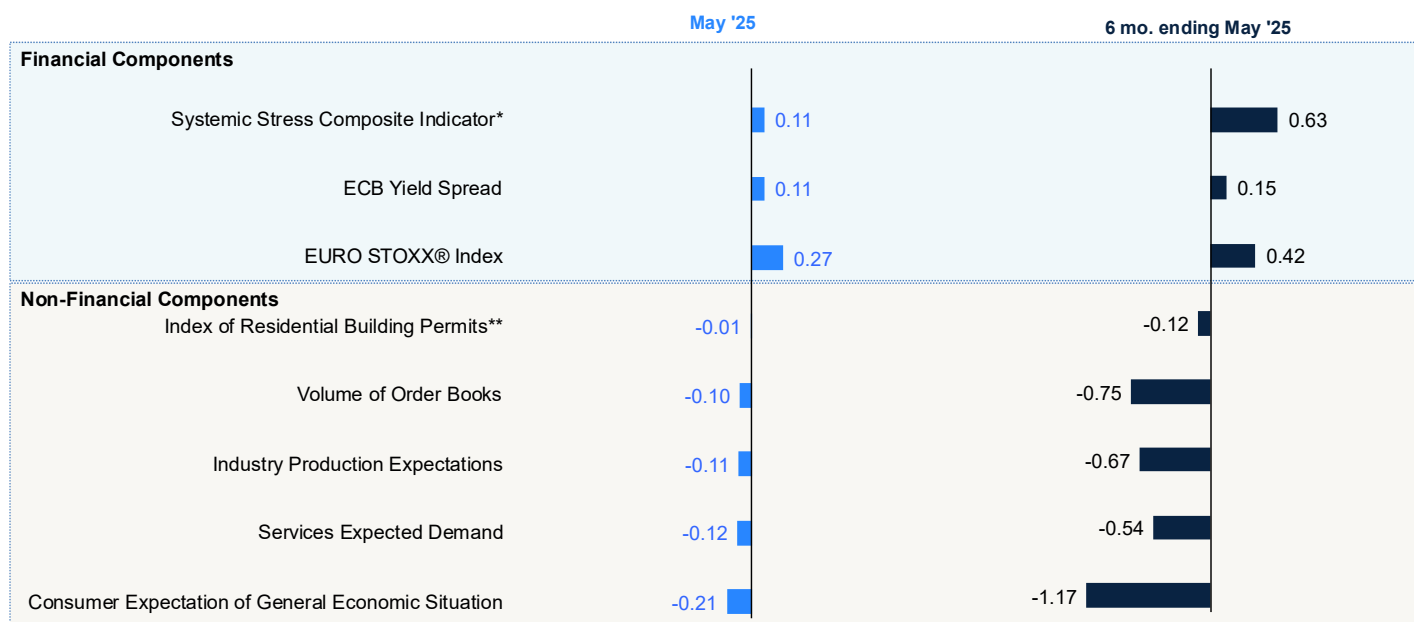 May '25 6 mo. ending May '25
Financial Components
Systemic Stress Composite Indicator* 0.11 0.63
ECB Yield Spread 0.11 0.15
EURO STOXX® Index 0.27 0.42
Non-Financial Components
Index of Residential Building Permits** -0.01 -0.12
Volume of Order Books -0.10 -0.75
Industry Production Expectations -0.11 -0.67
Services Expected Demand -0.12 -0.54
Consumer Expectation of General Economic Situation -0.21 -1.17